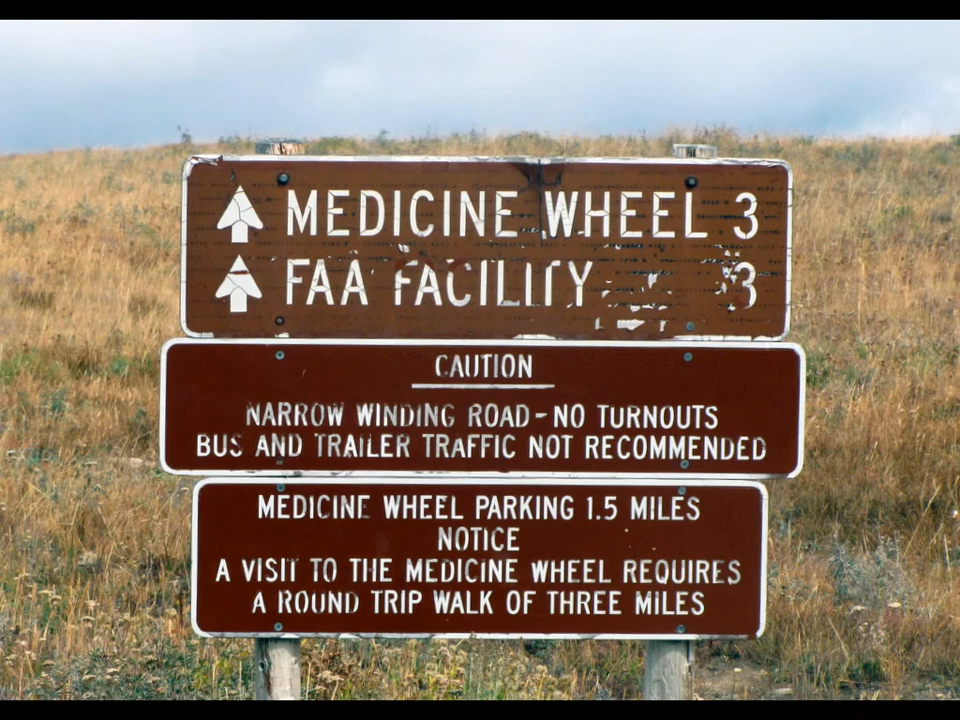 MEDICINE WHEEL 3
FAA FACILITY 3
CAUTION
NARROW WINDING ROAD-NO TURNOUTS
BUS AND TRAILER TRAFFIC NOT RECOMMENDED
MEDICINE WHEEL PARKING 1.5 MILES
NOTICE
A VISIT TO THE MEDICINE WHEEL REQUIRES
A ROUND TRIP WALK OF THREE MILES